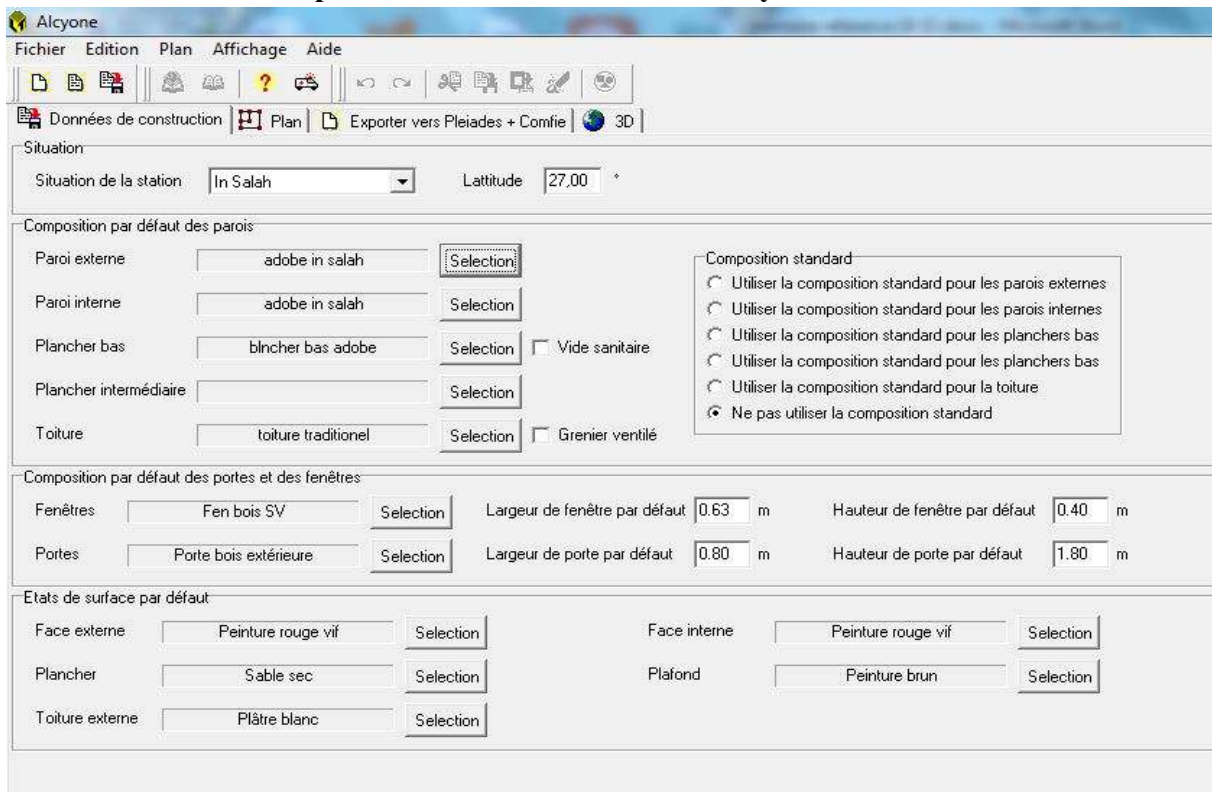 Alcyone
Fichier Edition Plan Affichage Aide
Données de construction Plan Exporter vers Pleiades + Comfie 3D
Situation
Situation de la station In Salah Lattitude 27,00 °
Composition par défaut des parois
Paroi externe adobe in salah Selection
Paroi interne adobe in salah Selection
Plancher bas blncher bas adobe Selection Vide sanitaire
Plancher intermédiaire Selection
Toiture toiture traditionel Selection Grenier ventilé
Composition standard
Utiliser la composition standard pour les parois externes
Utiliser la composition standard pour les parois internes
Utiliser la composition standard pour les planchers bas
Utiliser la composition standard pour les planchers bas
Utiliser la composition standard pour la toiture
Ne pas utiliser la composition standard
Composition par défaut des portes et des fenêtres
Fenêtres Fen bois SV Selection Largeur de fenêtre par défaut 0.63 m Hauteur de fenêtre par défaut 0.40 m
Portes Porte bois extérieure Selection Largeur de porte par défaut 0.80 m Hauteur de porte par défaut 1.80 m
Etats de surface par défaut
Face externe Peinture rouge vif Selection Face interne Peinture rouge vif Selection
Plancher Sable sec Selection Plafond Peinture brun Selection
Toiture externe Plâtre blanc Selection